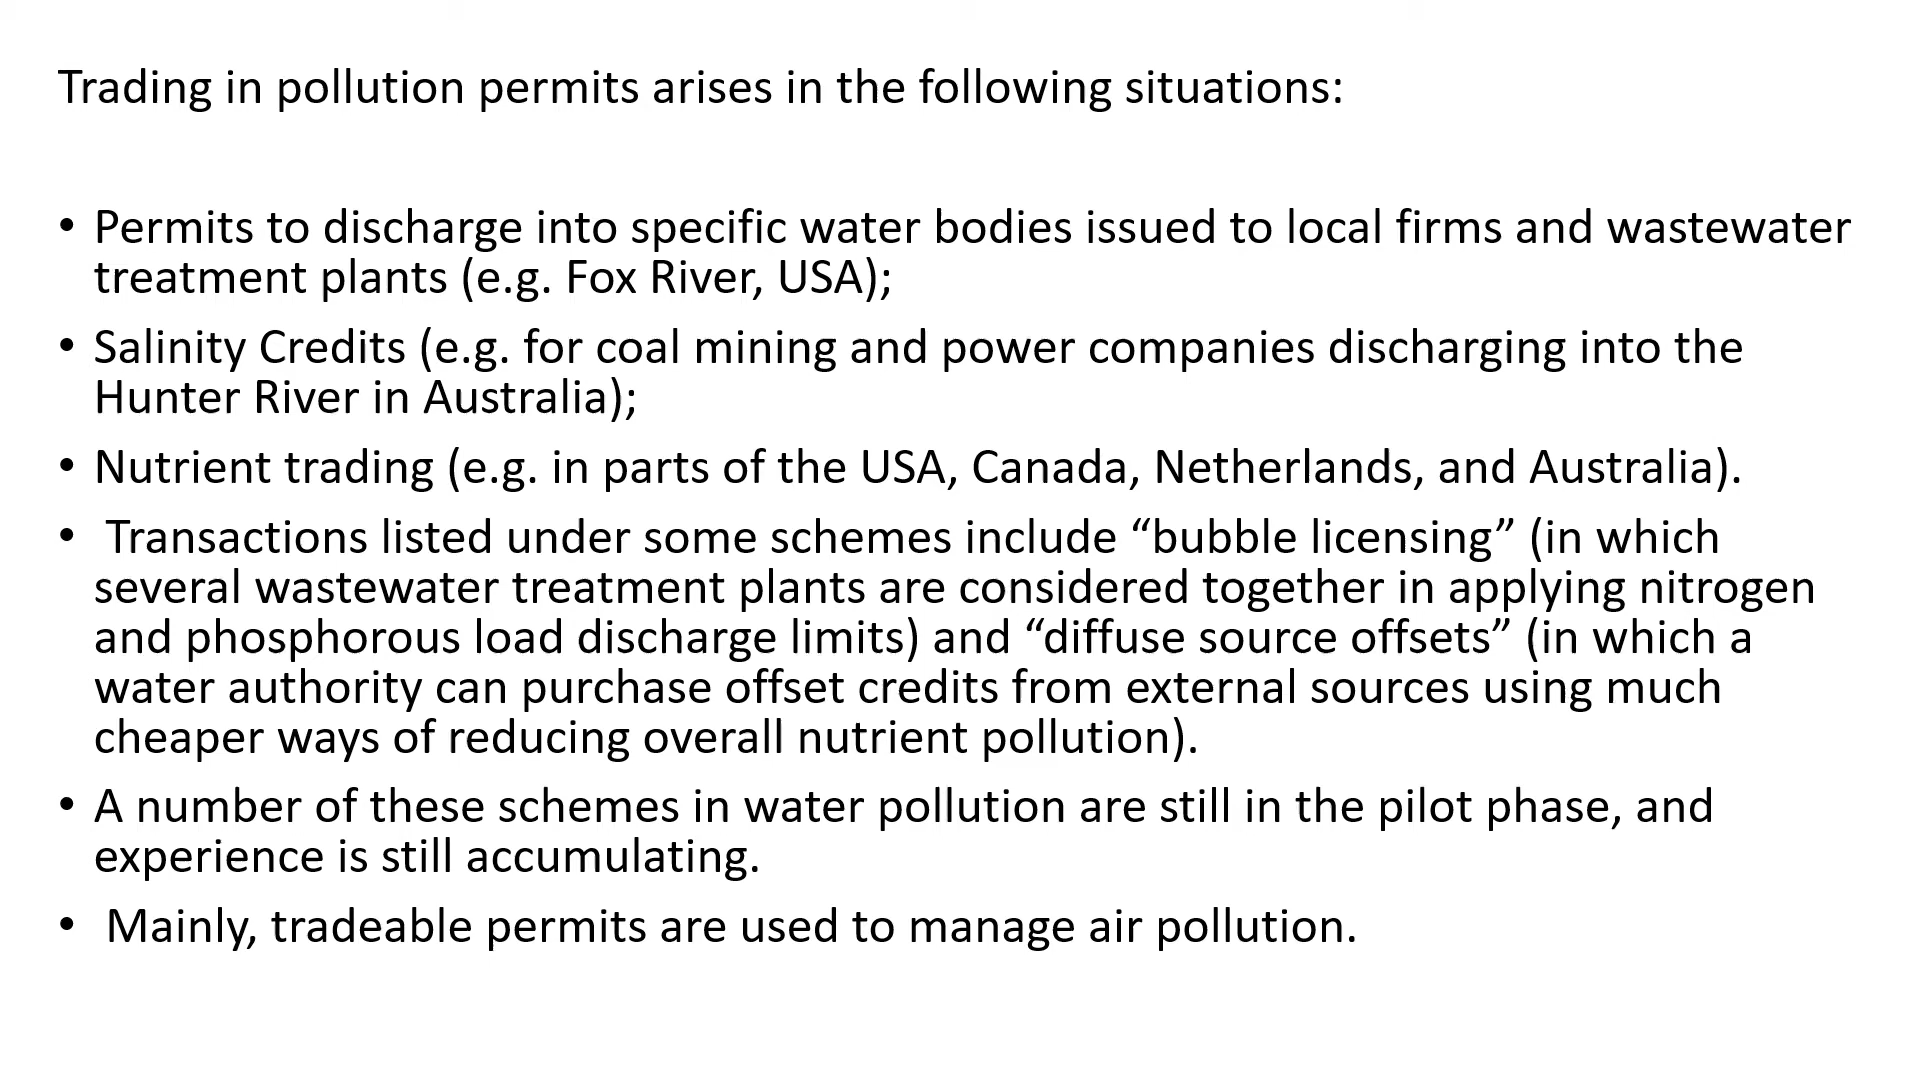 Trading in pollution permits arises in the following situations:
• Permits to discharge into specific water bodies issued to local firms and wastewater
treatment plants (e.g. Fox River, USA);
• Salinity Credits (e.g. for coal mining and power companies discharging into the
Hunter River in Australia);
• Nutrient trading (e.g. in parts of the USA, Canada, Netherlands, and Australia).
• Transactions listed under some schemes include “bubble licensing” (in which
several wastewater treatment plants are considered together in applying nitrogen
and phosphorous load discharge limits) and “diffuse source offsets” (in which a
water authority can purchase offset credits from external sources using much
cheaper ways of reducing overall nutrient pollution).
• A number of these schemes in water pollution are still in the pilot phase, and
experience is still accumulating.
• Mainly, tradeable permits are used to manage air pollution.